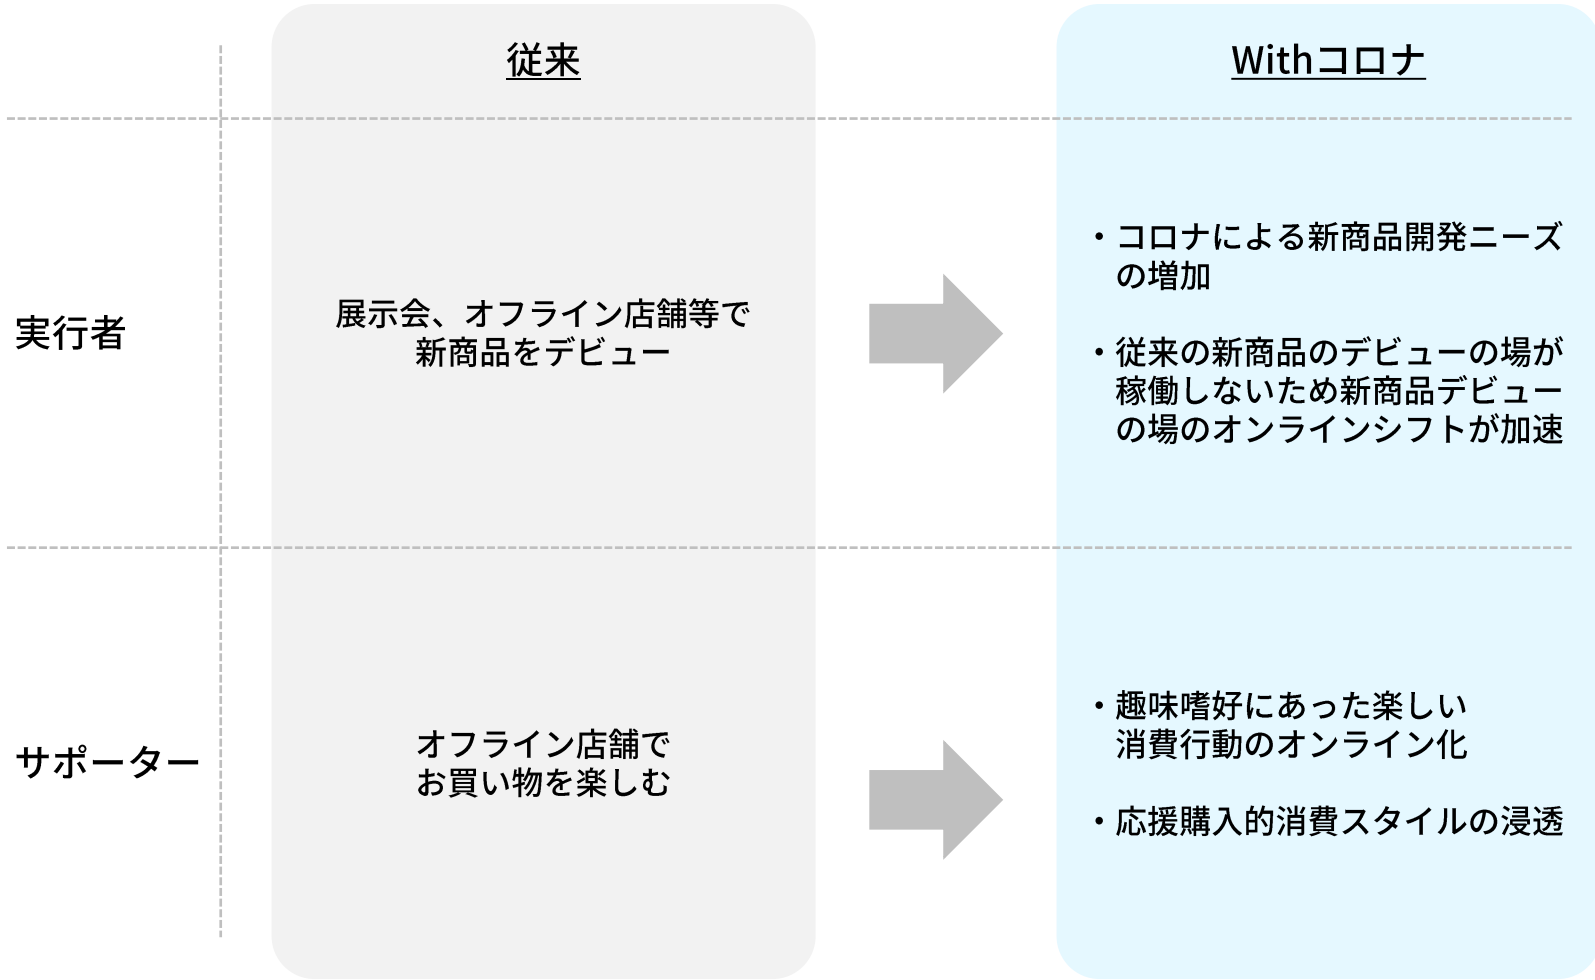 従来
Withコロナ
実行者
展示会、オフライン店舗等で
新商品をデビュー
・コロナによる新商品開発ニーズ
の増加
・従来の新商品のデビューの場が
稼働しないため新商品デビュー
の場のオンラインシフトが加速
サポーター
オフライン店舗で
お買い物を楽しむ
・趣味嗜好にあった楽しい
消費行動のオンライン化
・応援購入的消費スタイルの浸透